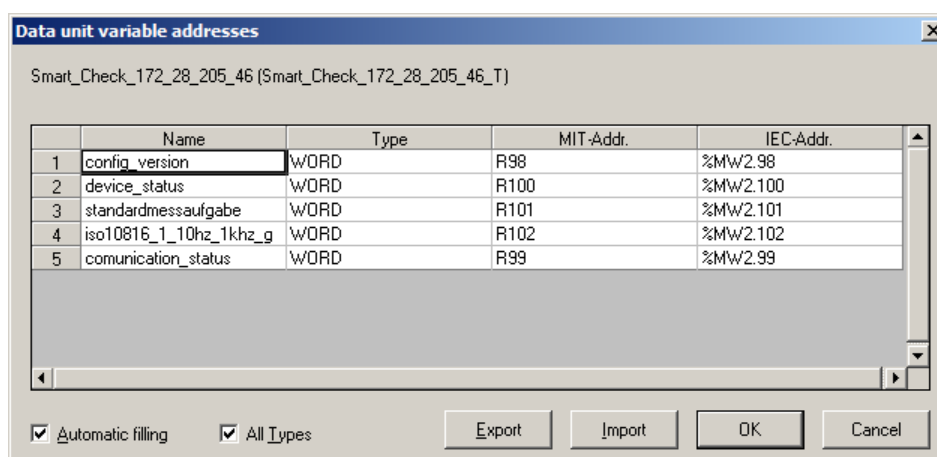 Data unit variable addresses
Smart_Check_172_28_205_46 (Smart_Check_172_28_205_46_T)
Name Type MIT-Addr. IEC-Addr.
1 config_version WORD R98 %MW2.98
2 device_status WORD R100 %MW2.100
3 standardmessaufgabe WORD R101 %MW2.101
4 iso10816_1_10hz_1khz_g WORD R102 %MW2.102
5 comunication_status WORD R99 %MW2.99
Automatic filling All Types Export Import OK Cancel